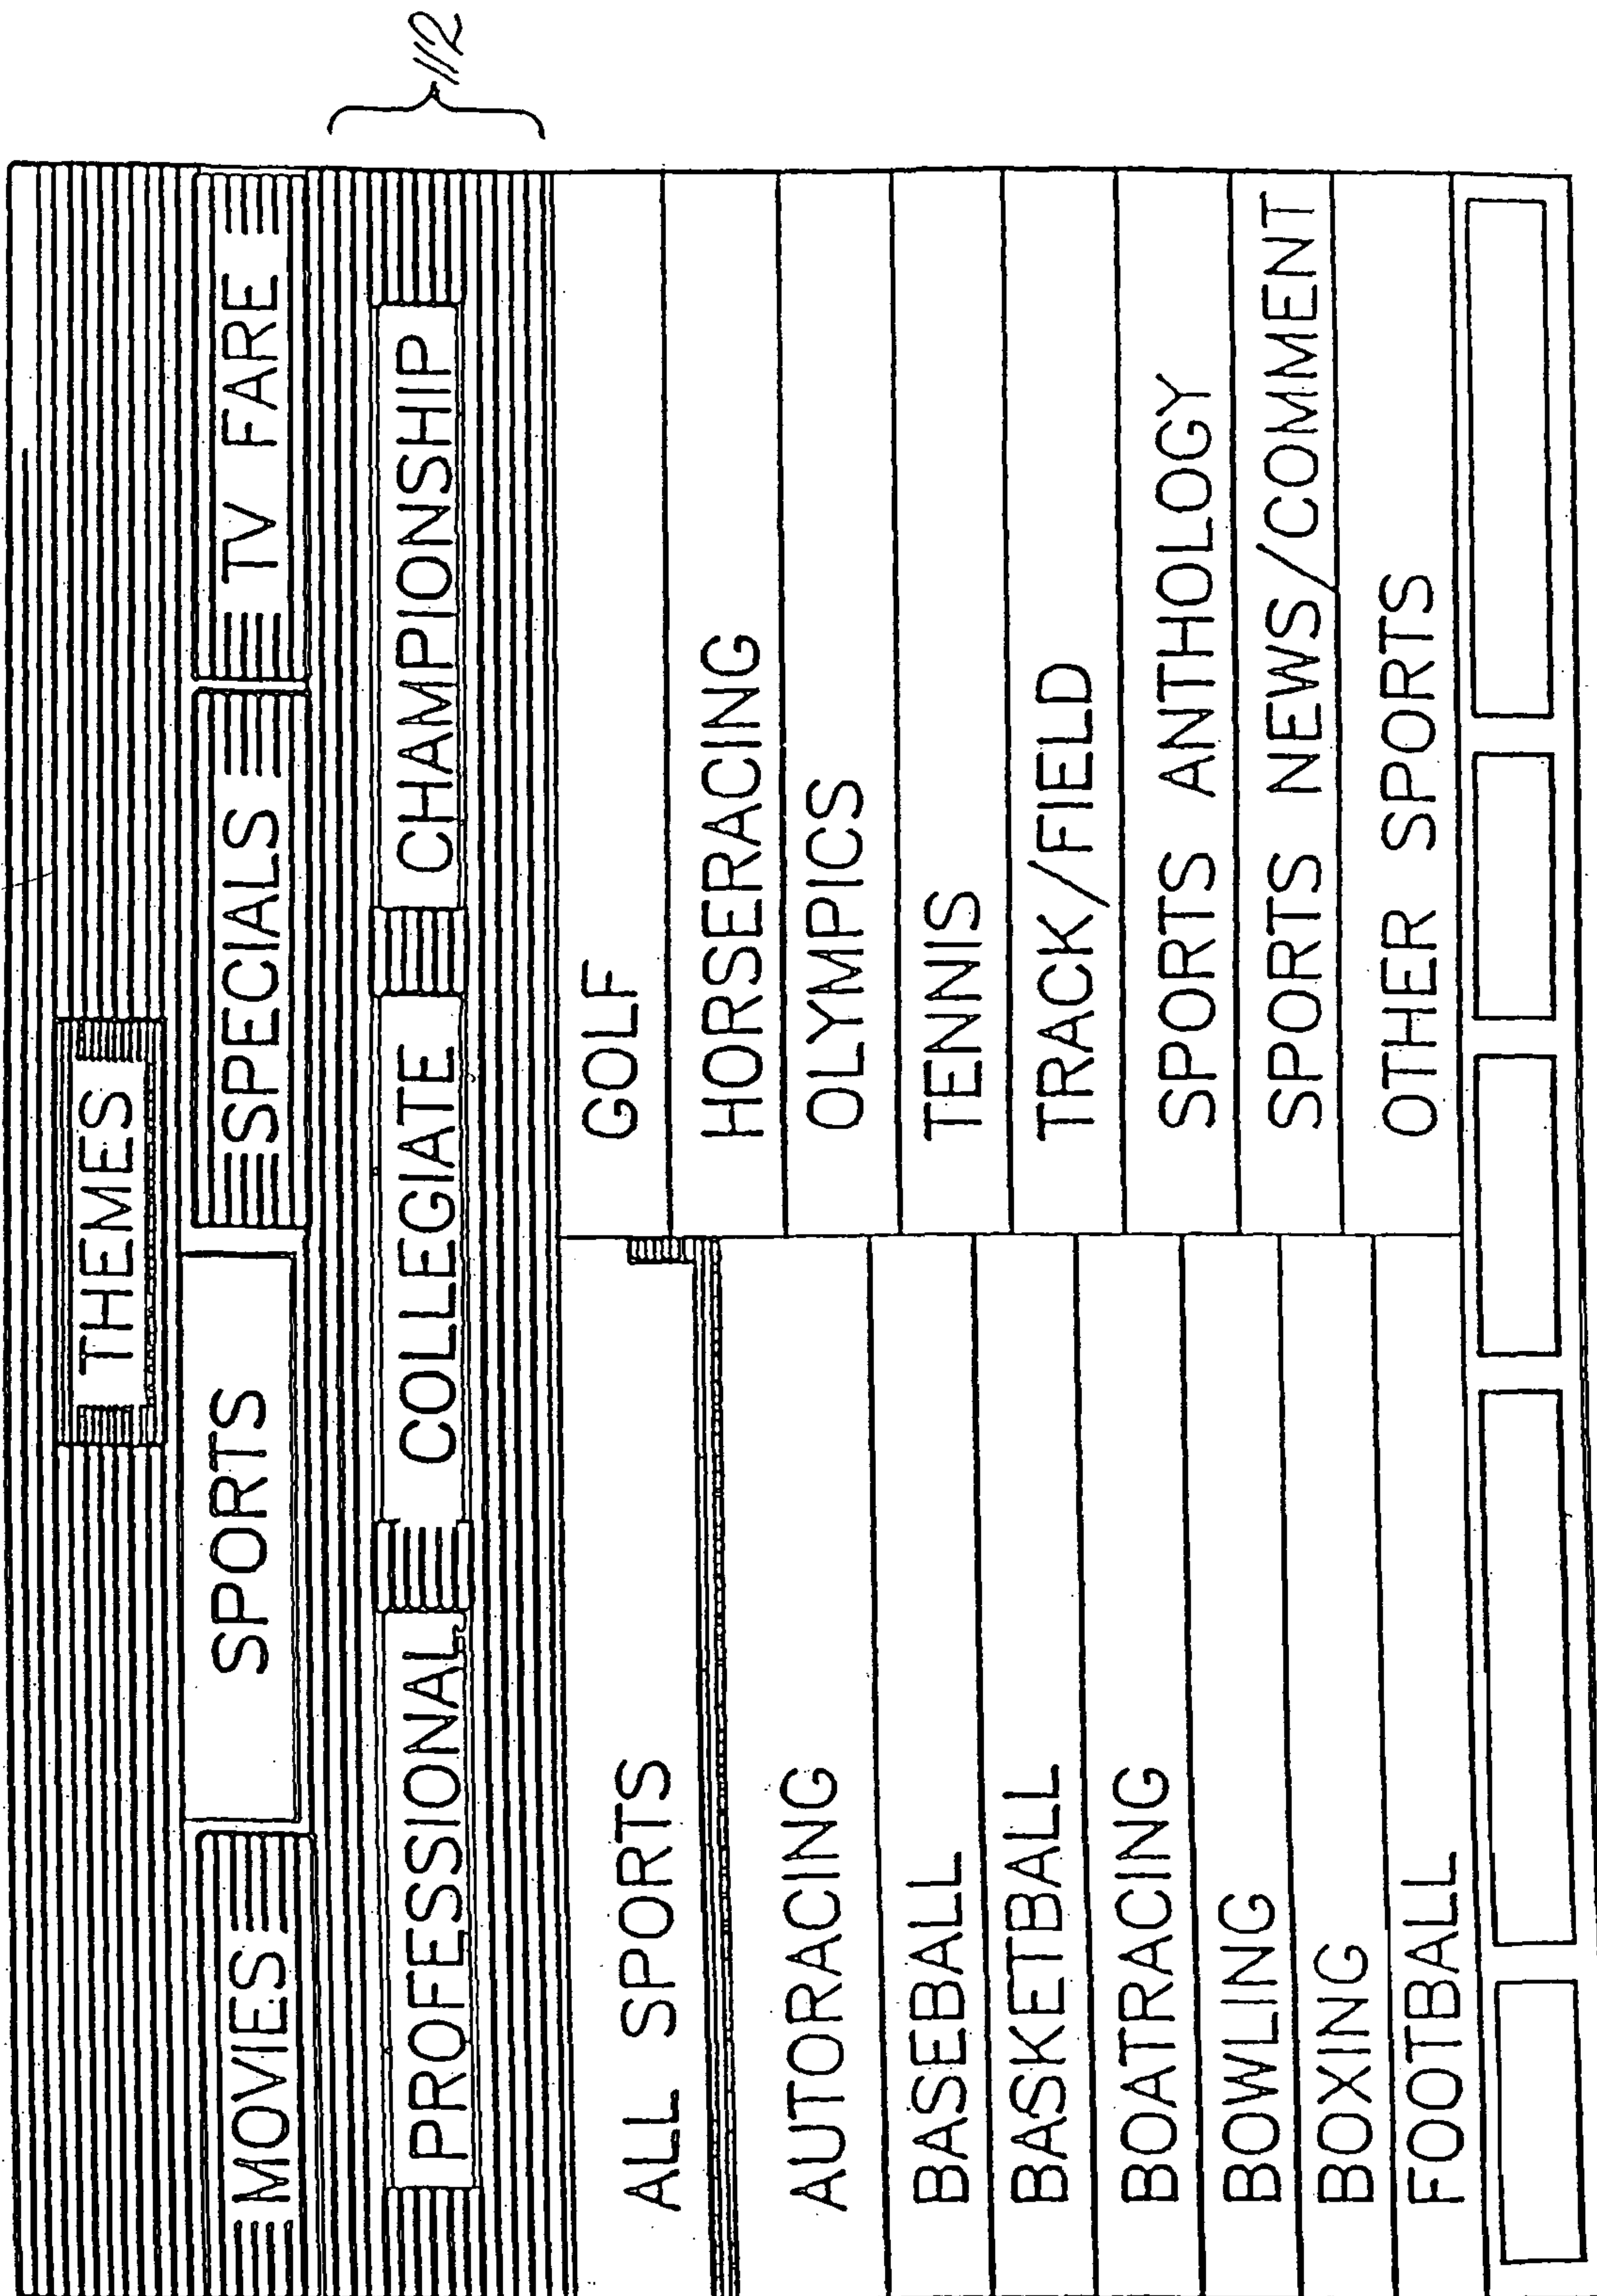 THEMES
MOVIES SPORTS SPECIALS TV FARE
PROFESSIONAL COLLEGIATE CHAMPIONSHIP
112
ALL SPORTS
AUTORACING
BASEBALL
BASKETBALL
BOATRACING
BOWLING
BOXING
FOOTBALL
GOLF
HORSERACING
OLYMPICS
TENNIS
TRACK/FIELD
SPORTS ANTHOLOGY
SPORTS NEWS/COMMENT
OTHER SPORTS